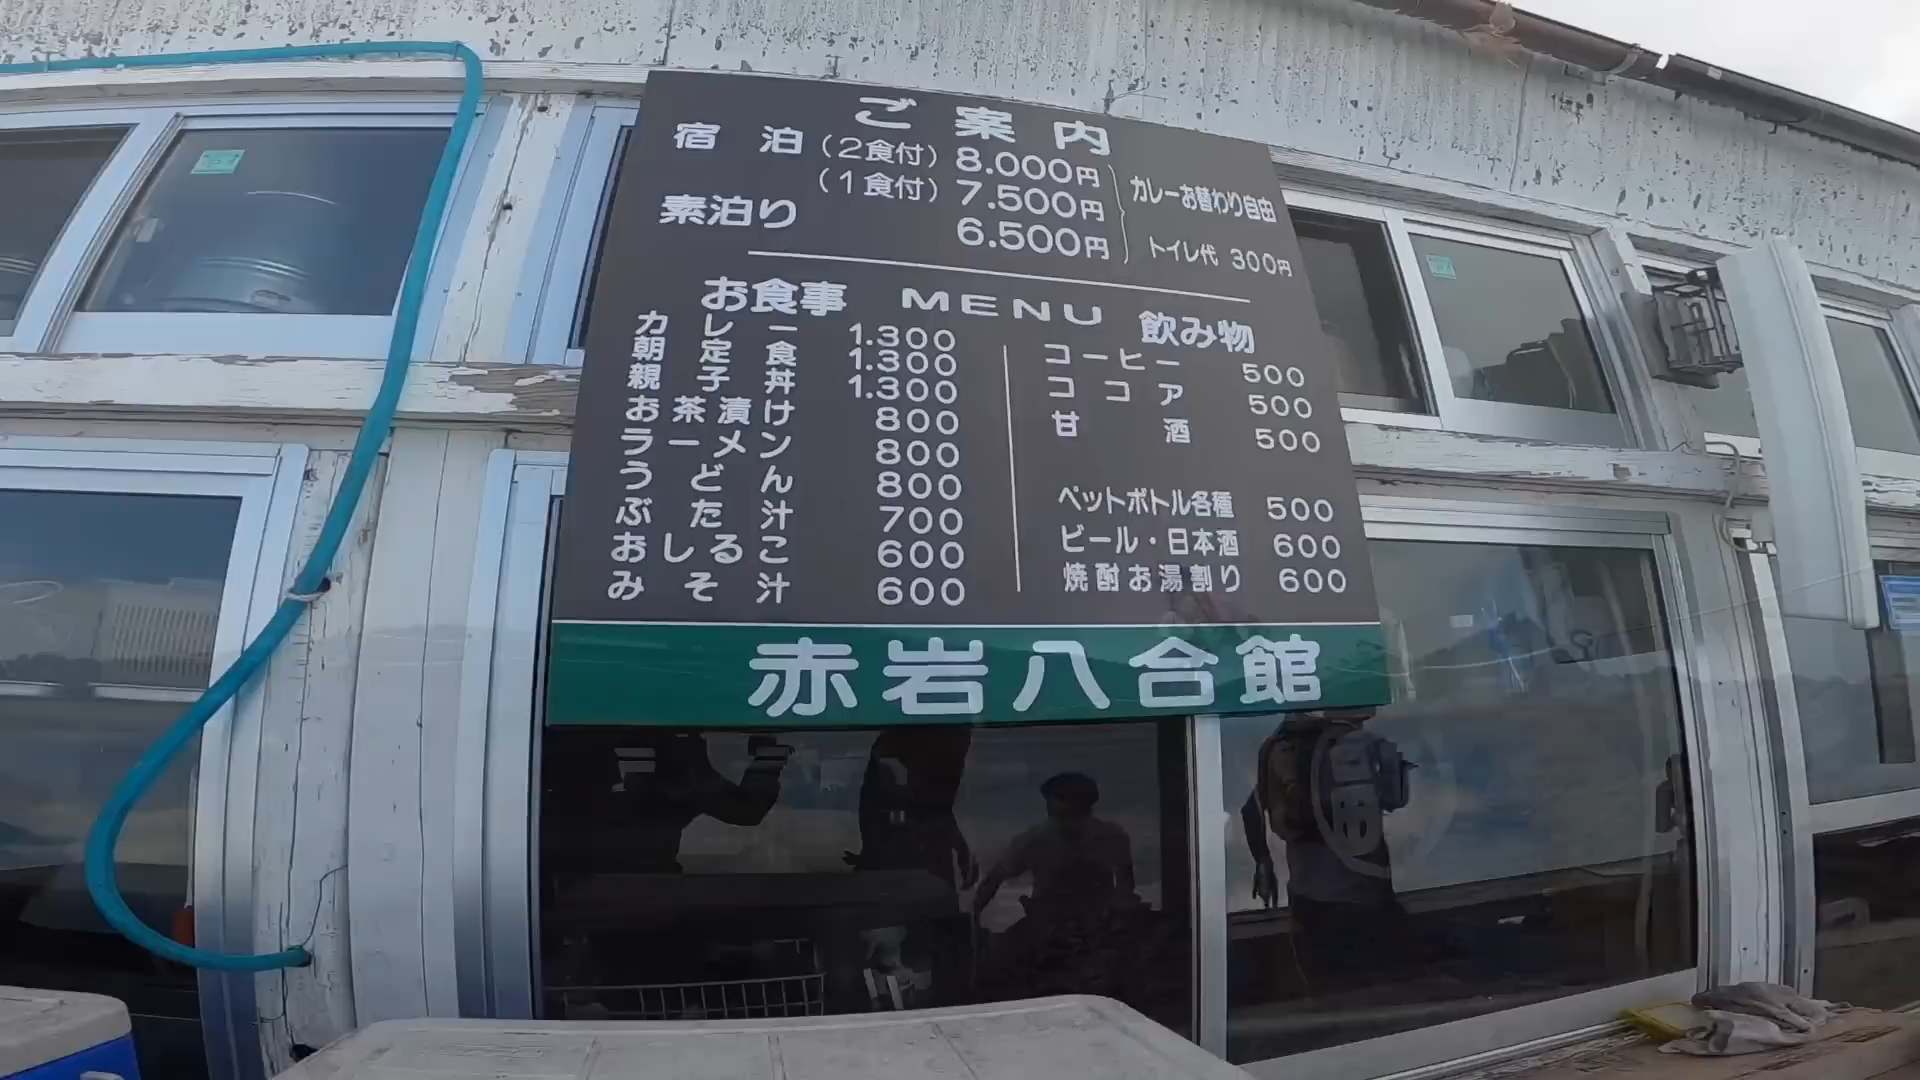 ご案内
宿泊（2食付）8.000円
（1食付）7.500円
素泊り 6.500円
カレーお替わり自由
トイレ代 300円
お食事 MENU 飲み物
カレー 1.300
朝定食 1.300
親子丼 1.300
お茶漬け 800
ラーメン 800
うどん 800
ぶた汁 700
おしるこ 600
みそ汁 600
コーヒー 500
ココア 500
甘酒 500
ペットボトル各種 500
ビール・日本酒 600
焼酎お湯割り 600
赤岩八合館